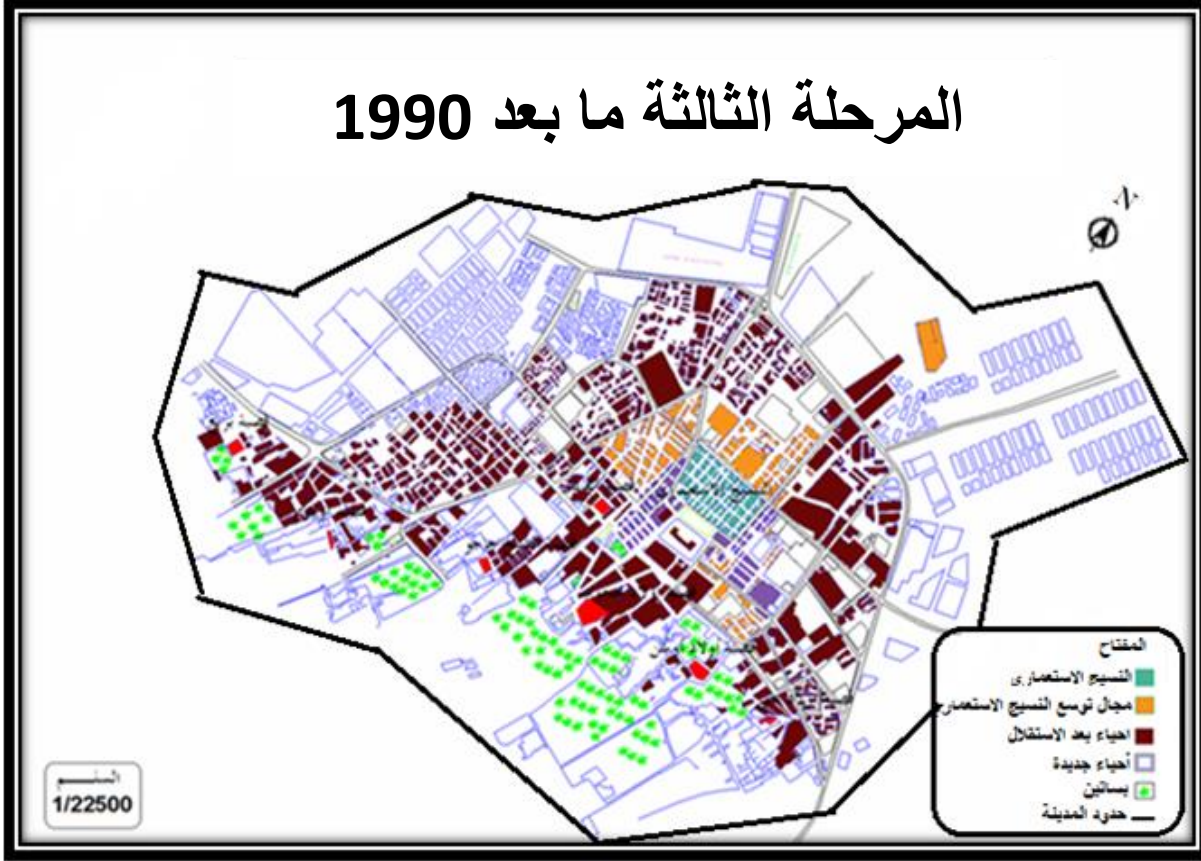 المرحلة الثالثة ما بعد 1990
N
المفتاح
النسيج الاستعماري
مجال توسع النسيج الاستعماري
احياء بعد الاستقلال
أحياء جديدة
بساتين
حدود المدينة
السلـــم
1/22500